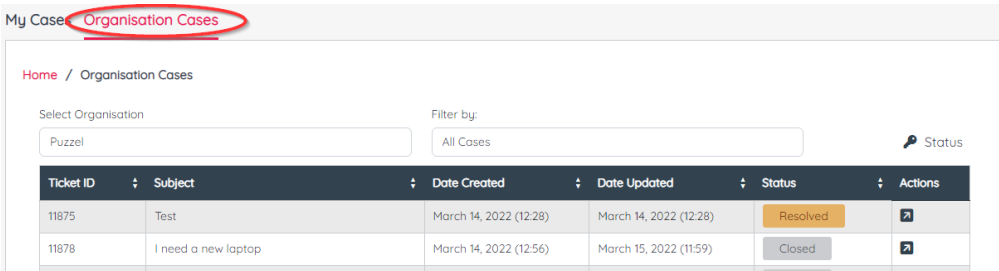 My Cases Organisation Cases
Home / Organisation Cases
Select Organisation Filter by:
Puzzel All Cases Status
Ticket ID Subject Date Created Date Updated Status Actions
11875 Test March 14, 2022 (12:28) March 14, 2022 (12:28) Resolved
11878 I need a new laptop March 14, 2022 (12:56) March 15, 2022 (11:59) Closed